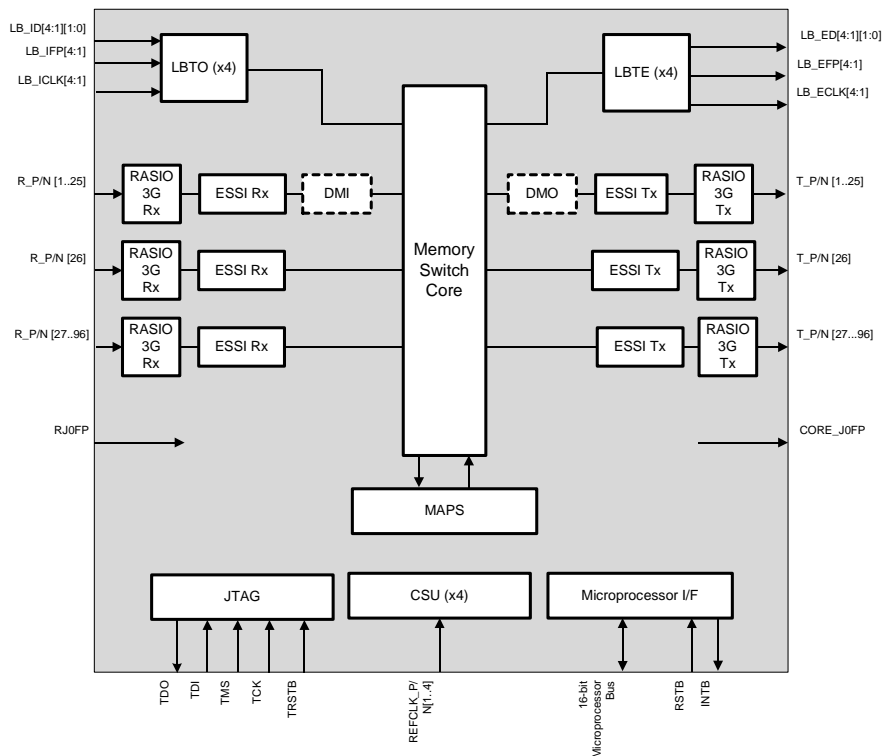 LB_ID[4:1][1:0]
LB_IFP[4:1]
LB_ICLK[4:1]
LBTO (x4)
LBTE (x4)
LB_ED[4:1][1:0]
LB_EFP[4:1]
LB_ECLK[4:1]
R_P/N [1..25]
RASIO
3G
Rx
ESSI Rx
DMI
Memory
Switch
Core
DMO
ESSI Tx
RASIO
3G
Tx
T_P/N [1..25]
R_P/N [26]
RASIO
3G
Rx
ESSI Rx
ESSI Tx
RASIO
3G
Tx
T_P/N [26]
R_P/N [27..96]
RASIO
3G
Rx
ESSI Rx
ESSI Tx
RASIO
3G
Tx
T_P/N [27...96]
RJ0FP
CORE_J0FP
MAPS
JTAG
CSU (x4)
Microprocessor I/F
TDO
TDI
TMS
TCK
TRSTB
REFCLK_P/
N[1..4]
16-bit
Microprocessor
Bus
RSTB
INTB